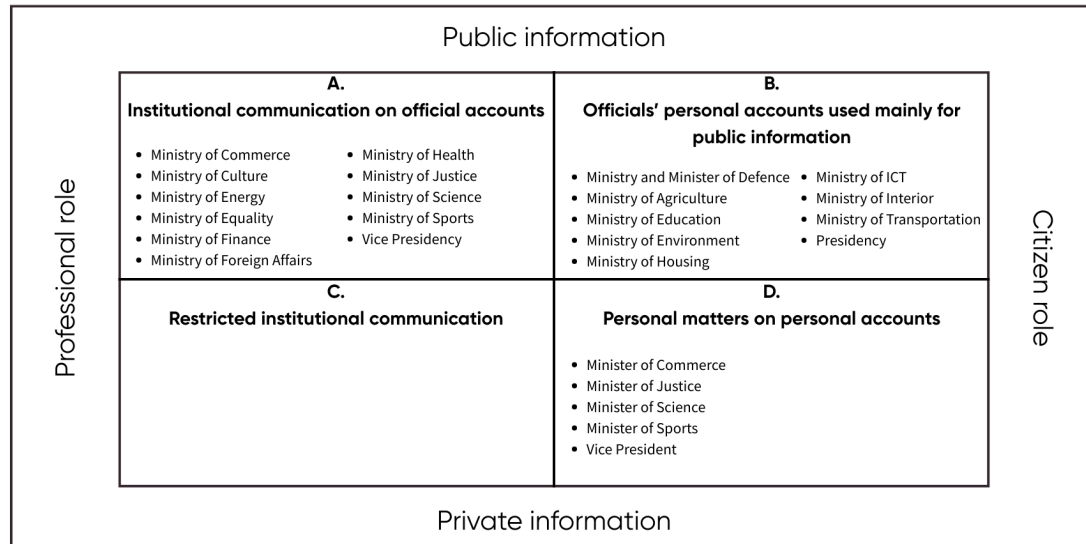 Public information
Professional role
A.
Institutional communication on official accounts
• Ministry of Commerce
• Ministry of Culture
• Ministry of Energy
• Ministry of Equality
• Ministry of Finance
• Ministry of Foreign Affairs
• Ministry of Health
• Ministry of Justice
• Ministry of Science
• Ministry of Sports
• Vice Presidency
B.
Officials’ personal accounts used mainly for
public information
• Ministry and Minister of Defence
• Ministry of Agriculture
• Ministry of Education
• Ministry of Environment
• Ministry of Housing
• Ministry of ICT
• Ministry of Interior
• Ministry of Transportation
• Presidency
Citizen role
C.
Restricted institutional communication
D.
Personal matters on personal accounts
• Minister of Commerce
• Minister of Justice
• Minister of Science
• Minister of Sports
• Vice President
Private information